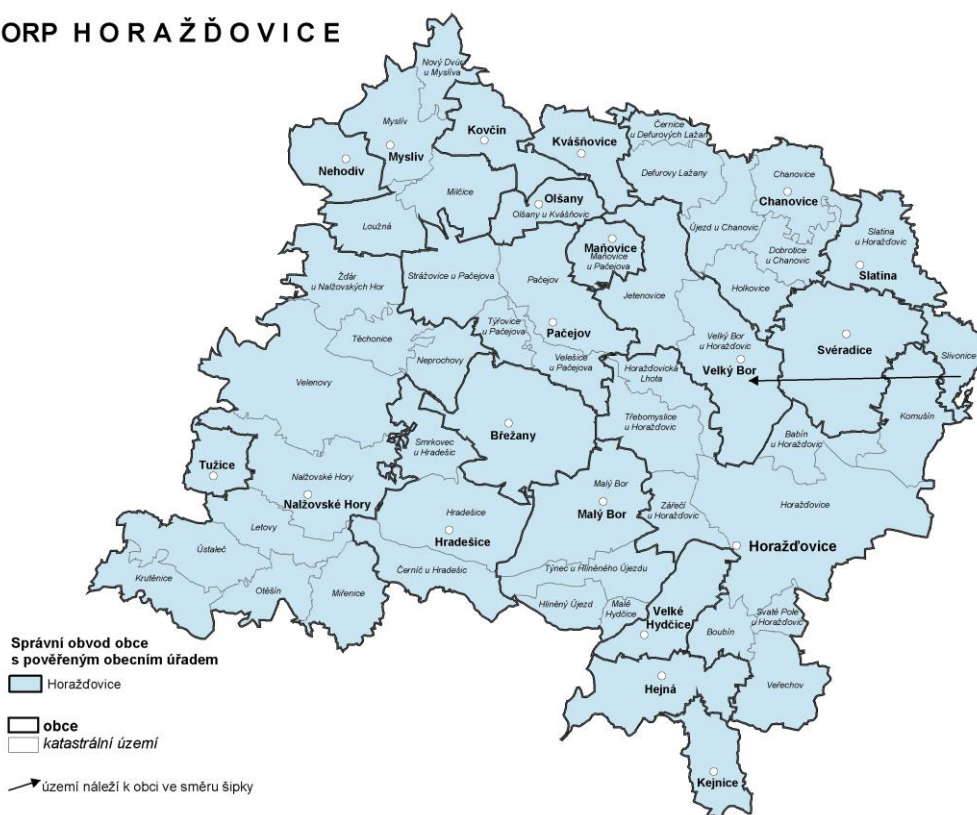 ORP HORAŽĎOVICE
Nový Dvůr
u Myslíva
Myslív
Kovčín
Myslív
Nehodiv
Kvášňovice
Černice
u Defurových Lažan
Defurovy Lažany
Chanovice
Chanovice
Milčice
Olšany
Olšany u Kvášňovic
Loužná
Újezd u Chanovic
Slatina
u Horažďovic
Maňovice
Maňovice
u Pačejova
Dobrotice
u Chanovic
Slatina
Žďár
u Nalžovských Hor
Strážovice u Pačejova
Pačejov
Holkovice
Jetenovice
Týřovice
u Pačejova
Pačejov
Těchonice
Velký Bor
u Horažďovic
Svéradice
Slivonice
Neprochovy
Velešice
u Pačejova
Horažďovická
Lhota
Velký Bor
Velenovy
Komušín
Třebomyslice
u Horažďovic
Břežany
Smrkovec
u Hradešic
Babín
u Horažďovic
Tužice
Nalžovské Hory
Nalžovské Hory
Malý Bor
Malý Bor
Zářečí
u Horažďovic
Horažďovice
Hradešice
Hradešice
Letovy
Horažďovice
Ústaleč
Krutěnice
Otěšín
Miřenice
Černíč u Hradešic
Týnec u Hliněného Újezdu
Hliněný Újezd
Malé
Hydčice
Velké
Hydčice
Boubín
Svaté Pole
u Horažďovic
Hejná
Veřechov
Kejnice
Správní obvod obce
s pověřeným obecním úřadem
Horažďovice
obce
katastrální území
území náleží k obci ve směru šipky